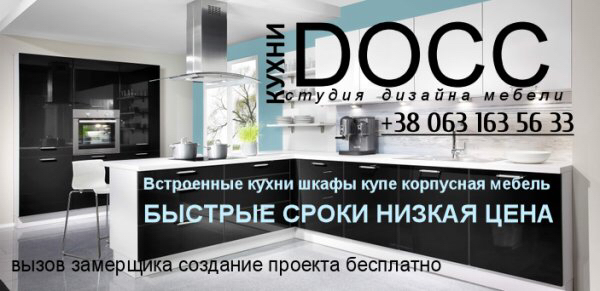 КУХНИ
DOCC
студия дизайна мебели
+38 063 163 56 33
Встроенные кухни шкафы купе корпусная мебель
БЫСТРЫЕ СРОКИ НИЗКАЯ ЦЕНА
вызов замерщика создание проекта бесплатно